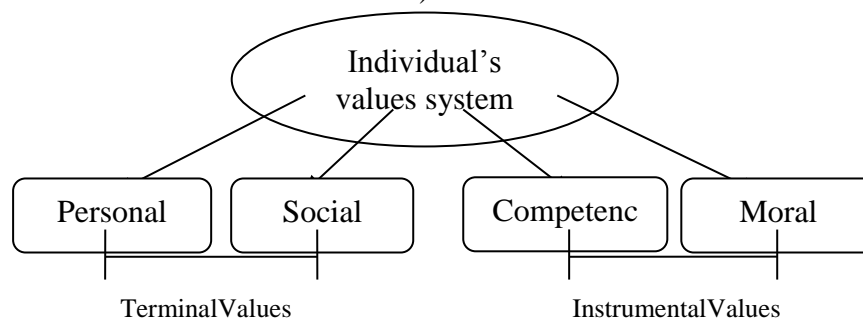 Individual’s
values system
Personal
Social
Competenc
Moral
TerminalValues
InstrumentalValues